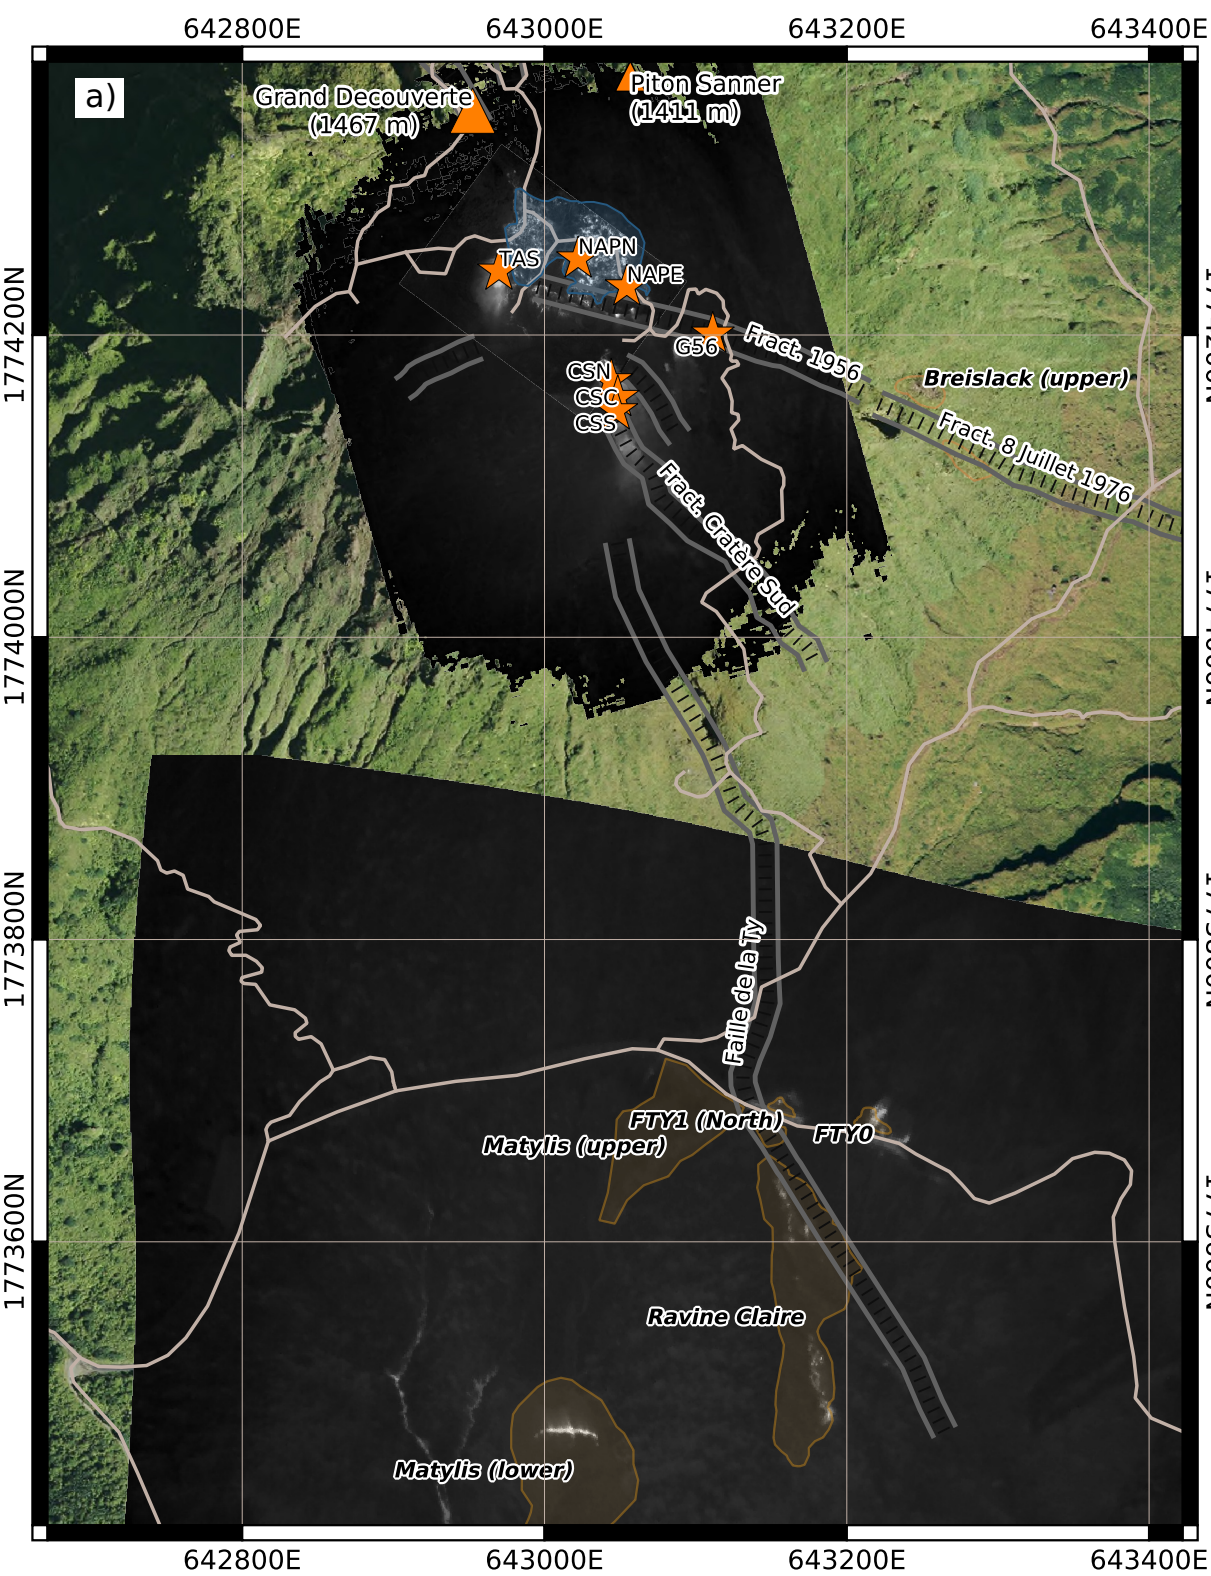 642800E 643000E 643200E 643400E
a)
Grand Decouverte
(1467 m)
Piton Sanner
(1411 m)
TAS
NAPN
NAPE
1774200N
G56
Fract. 1956
Breislack (upper)
CSN
CSC
CSS
Fract. 8 Juillet 1976
Fract. Cratère Sud
1774000N
1773800N
Faille de la Ty
FTY1 (North)
FTY0
Matylis (upper)
1773600N
Ravine Claire
Matylis (lower)
642800E 643000E 643200E 643400E